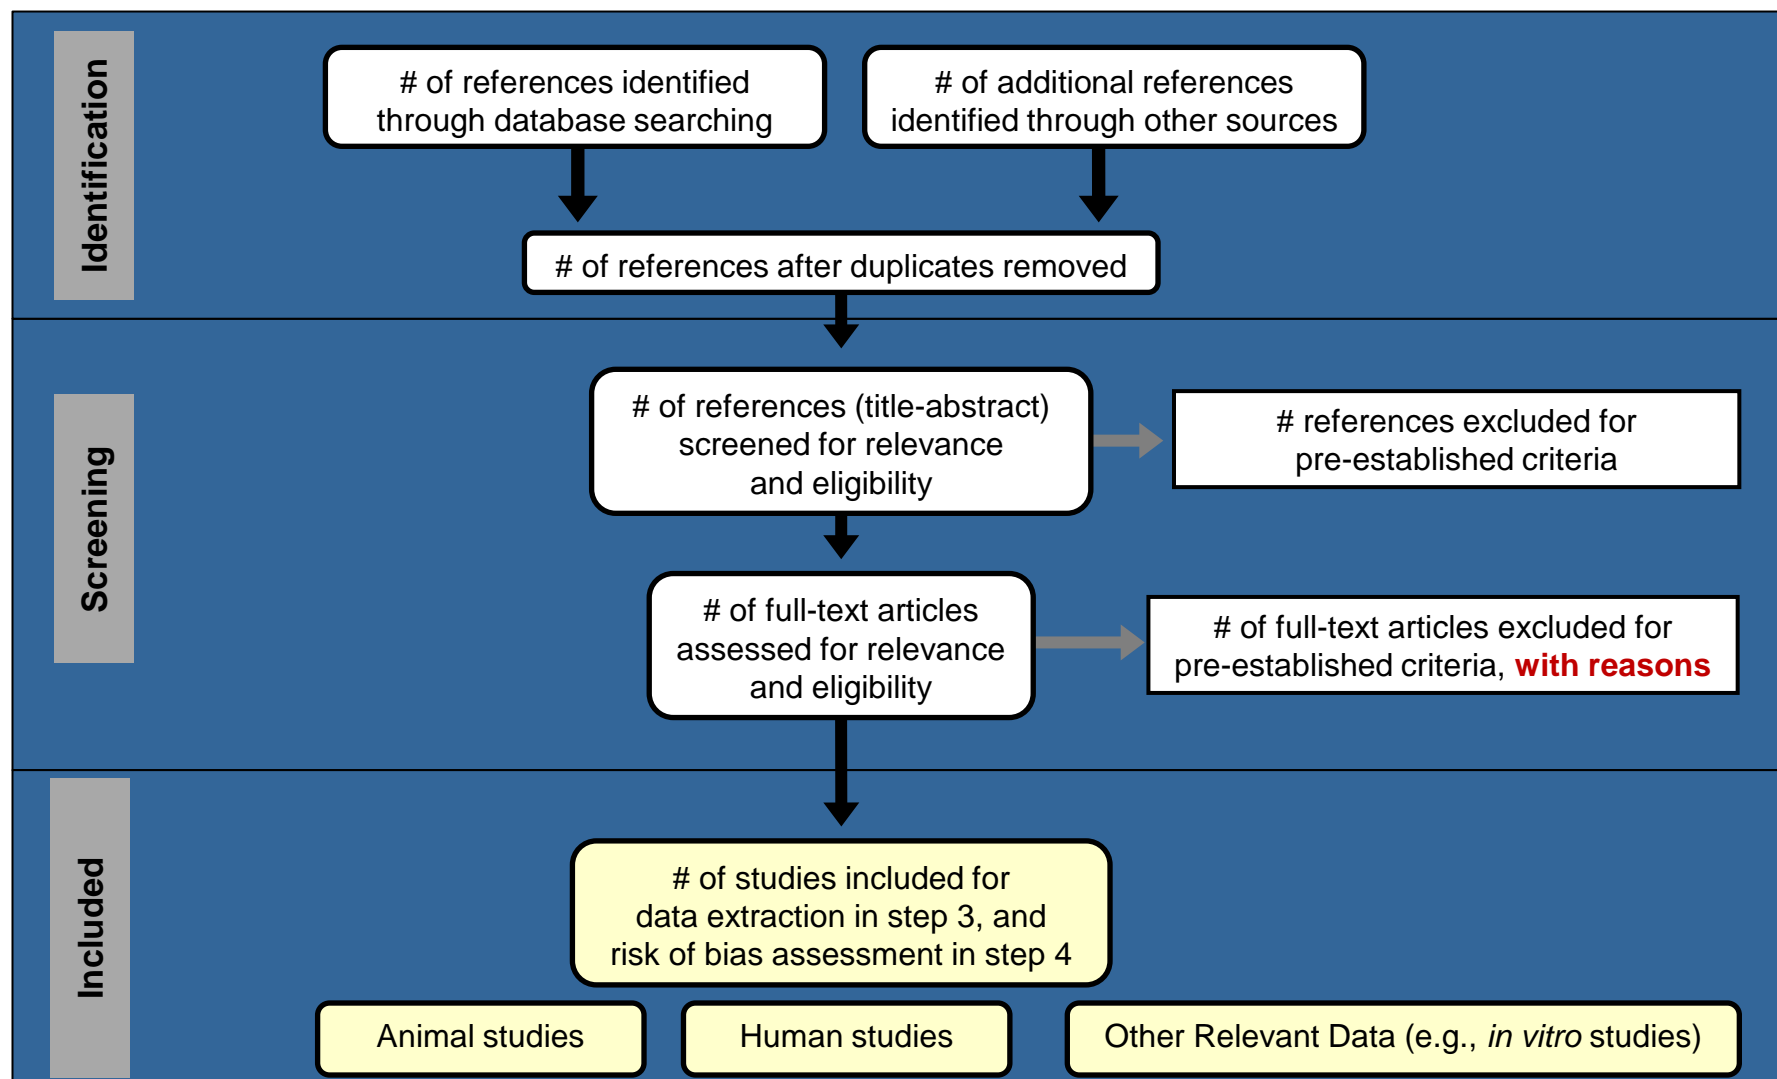 Identification
# of references identified
through database searching
# of additional references
identified through other sources
# of references after duplicates removed
Screening
# of references (title-abstract)
screened for relevance
and eligibility
# references excluded for
pre-established criteria
# of full-text articles
assessed for relevance
and eligibility
# of full-text articles excluded for
pre-established criteria, with reasons
Included
# of studies included for
data extraction in step 3, and
risk of bias assessment in step 4
Animal studies
Human studies
Other Relevant Data (e.g., in vitro studies)